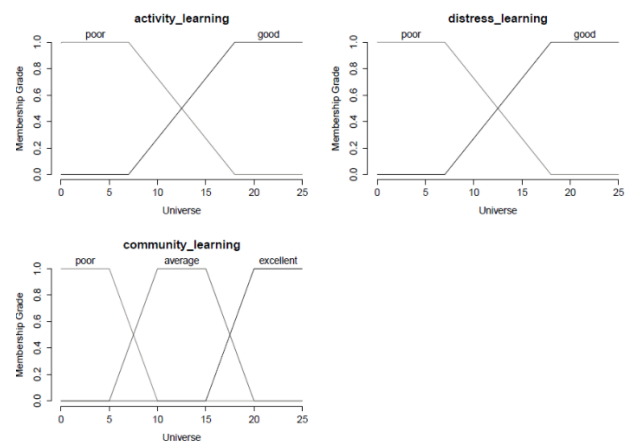 activity_learning
poor
good
Membership Grade
0.0 0.2 0.4 0.6 0.8 1.0
0 5 10 15 20 25
Universe
distress_learning
poor
good
Membership Grade
0.0 0.2 0.4 0.6 0.8 1.0
0 5 10 15 20 25
Universe
community_learning
poor
average
excellent
Membership Grade
0.0 0.2 0.4 0.6 0.8 1.0
0 5 10 15 20 25
Universe